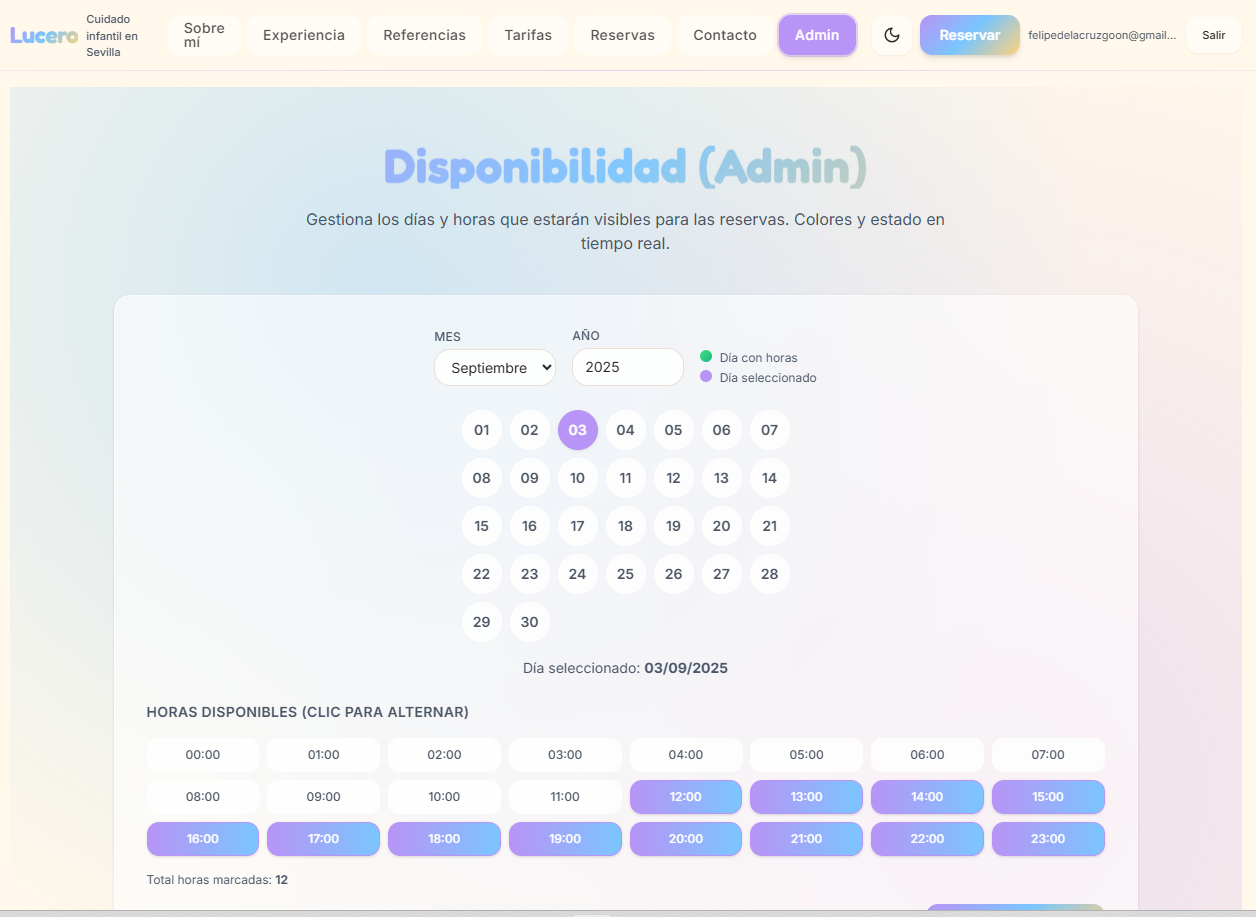 Lucero
Cuidado
infantil en
Sevilla
Sobre
mí
Experiencia
Referencias
Tarifas
Reservas
Contacto
Admin
Reservar
felipedelacruzgoon@gmail...
Salir
Disponibilidad (Admin)
Gestiona los días y horas que estarán visibles para las reservas. Colores y estado en
tiempo real.
MES
AÑO
Septiembre
2025
Día con horas
Día seleccionado
01 02 03 04 05 06 07
08 09 10 11 12 13 14
15 16 17 18 19 20 21
22 23 24 25 26 27 28
29 30
Día seleccionado: 03/09/2025
HORAS DISPONIBLES (CLIC PARA ALTERNAR)
00:00 01:00 02:00 03:00 04:00 05:00 06:00 07:00
08:00 09:00 10:00 11:00 12:00 13:00 14:00 15:00
16:00 17:00 18:00 19:00 20:00 21:00 22:00 23:00
Total horas marcadas: 12